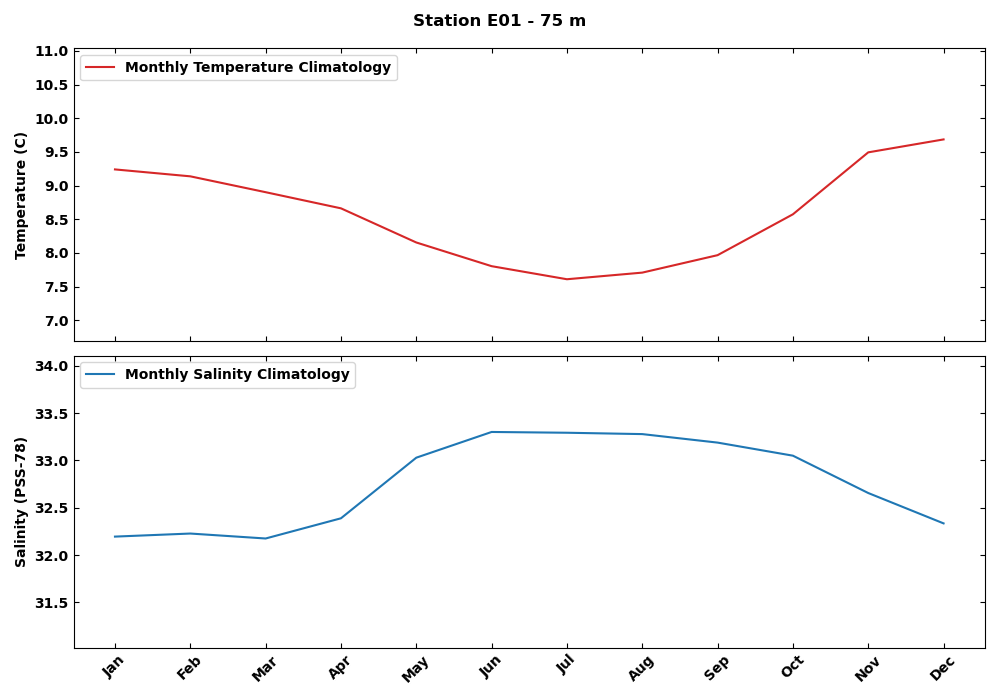 Station E01 - 75 m
Monthly Temperature Climatology
11.0
10.5
10.0
9.5
9.0
8.5
8.0
7.5
7.0
Temperature (C)
Monthly Salinity Climatology
34.0
33.5
33.0
32.5
32.0
31.5
Salinity (PSS-78)
Jan Feb Mar Apr May Jun Jul Aug Sep Oct Nov Dec